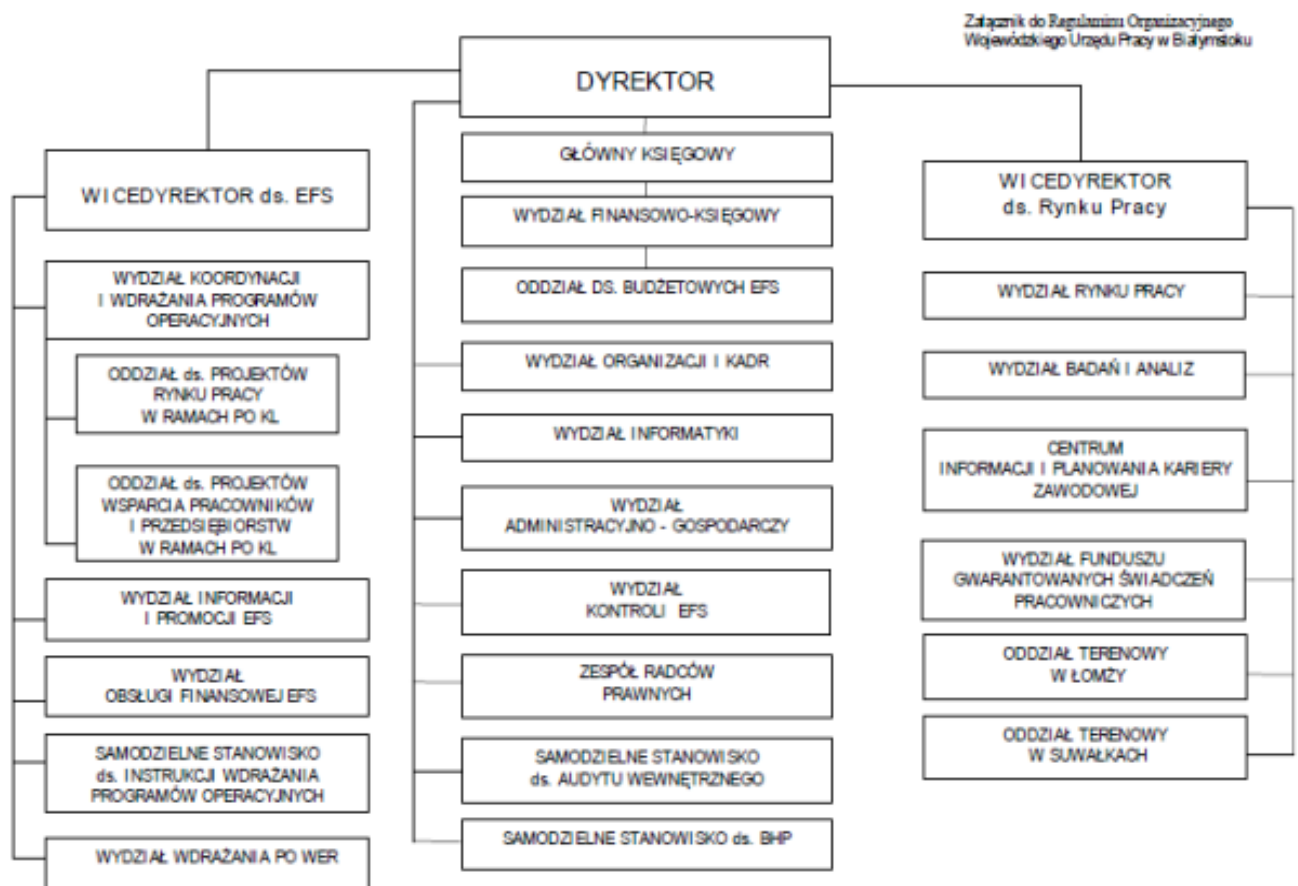 Załącznik do Regulaminu Organizacyjnego
Wojewódzkiego Urzędu Pracy w Białymstoku
DYREKTOR
GŁÓWNY KSIĘGOWY
WYDZIAŁ FINANSOWO-KSIĘGOWY
ODDZIAŁ DS. BUDŻETOWYCH EFS
WYDZIAŁ ORGANIZACJI I KADR
WYDZIAŁ INFORMATYKI
WYDZIAŁ
ADMINISTRACYJNO - GOSPODARCZY
WYDZIAŁ
KONTROLI EFS
ZESPÓŁ RADCÓW
PRAWNYCH
SAMODZIELNE STANOWISKO
ds. AUDYTU WEWNĘTRZNEGO
SAMODZIELNE STANOWISKO ds. BHP
WICEDYREKTOR ds. EFS
WYDZIAŁ KOORDYNACJI
I WDRAŻANIA PROGRAMÓW
OPERACYJNYCH
ODDZIAŁ ds. PROJEKTÓW
RYNKU PRACY
W RAMACH PO KL
ODDZIAŁ ds. PROJEKTÓW
WSPARCIA PRACOWNIKÓW
I PRZEDSIĘBIORSTW
W RAMACH PO KL
WYDZIAŁ INFORMACJI
I PROMOCJI EFS
WYDZIAŁ
OBSŁUGI FINANSOWEJ EFS
SAMODZIELNE STANOWISKO
ds. INSTRUKCJI WDRAŻANIA
PROGRAMÓW OPERACYJNYCH
WYDZIAŁ WDRAŻANIA PO WER
WICEDYREKTOR
ds. Rynku Pracy
WYDZIAŁ RYNKU PRACY
WYDZIAŁ BADAŃ I ANALIZ
CENTRUM
INFORMACJI I PLANOWANIA KARIERY
ZAWODOWEJ
WYDZIAŁ FUNDUSZU
GWARANTOWANYCH ŚWIADCZEŃ
PRACOWNICZYCH
ODDZIAŁ TERENOWY
W ŁOMŻY
ODDZIAŁ TERENOWY
W SUWAŁKACH